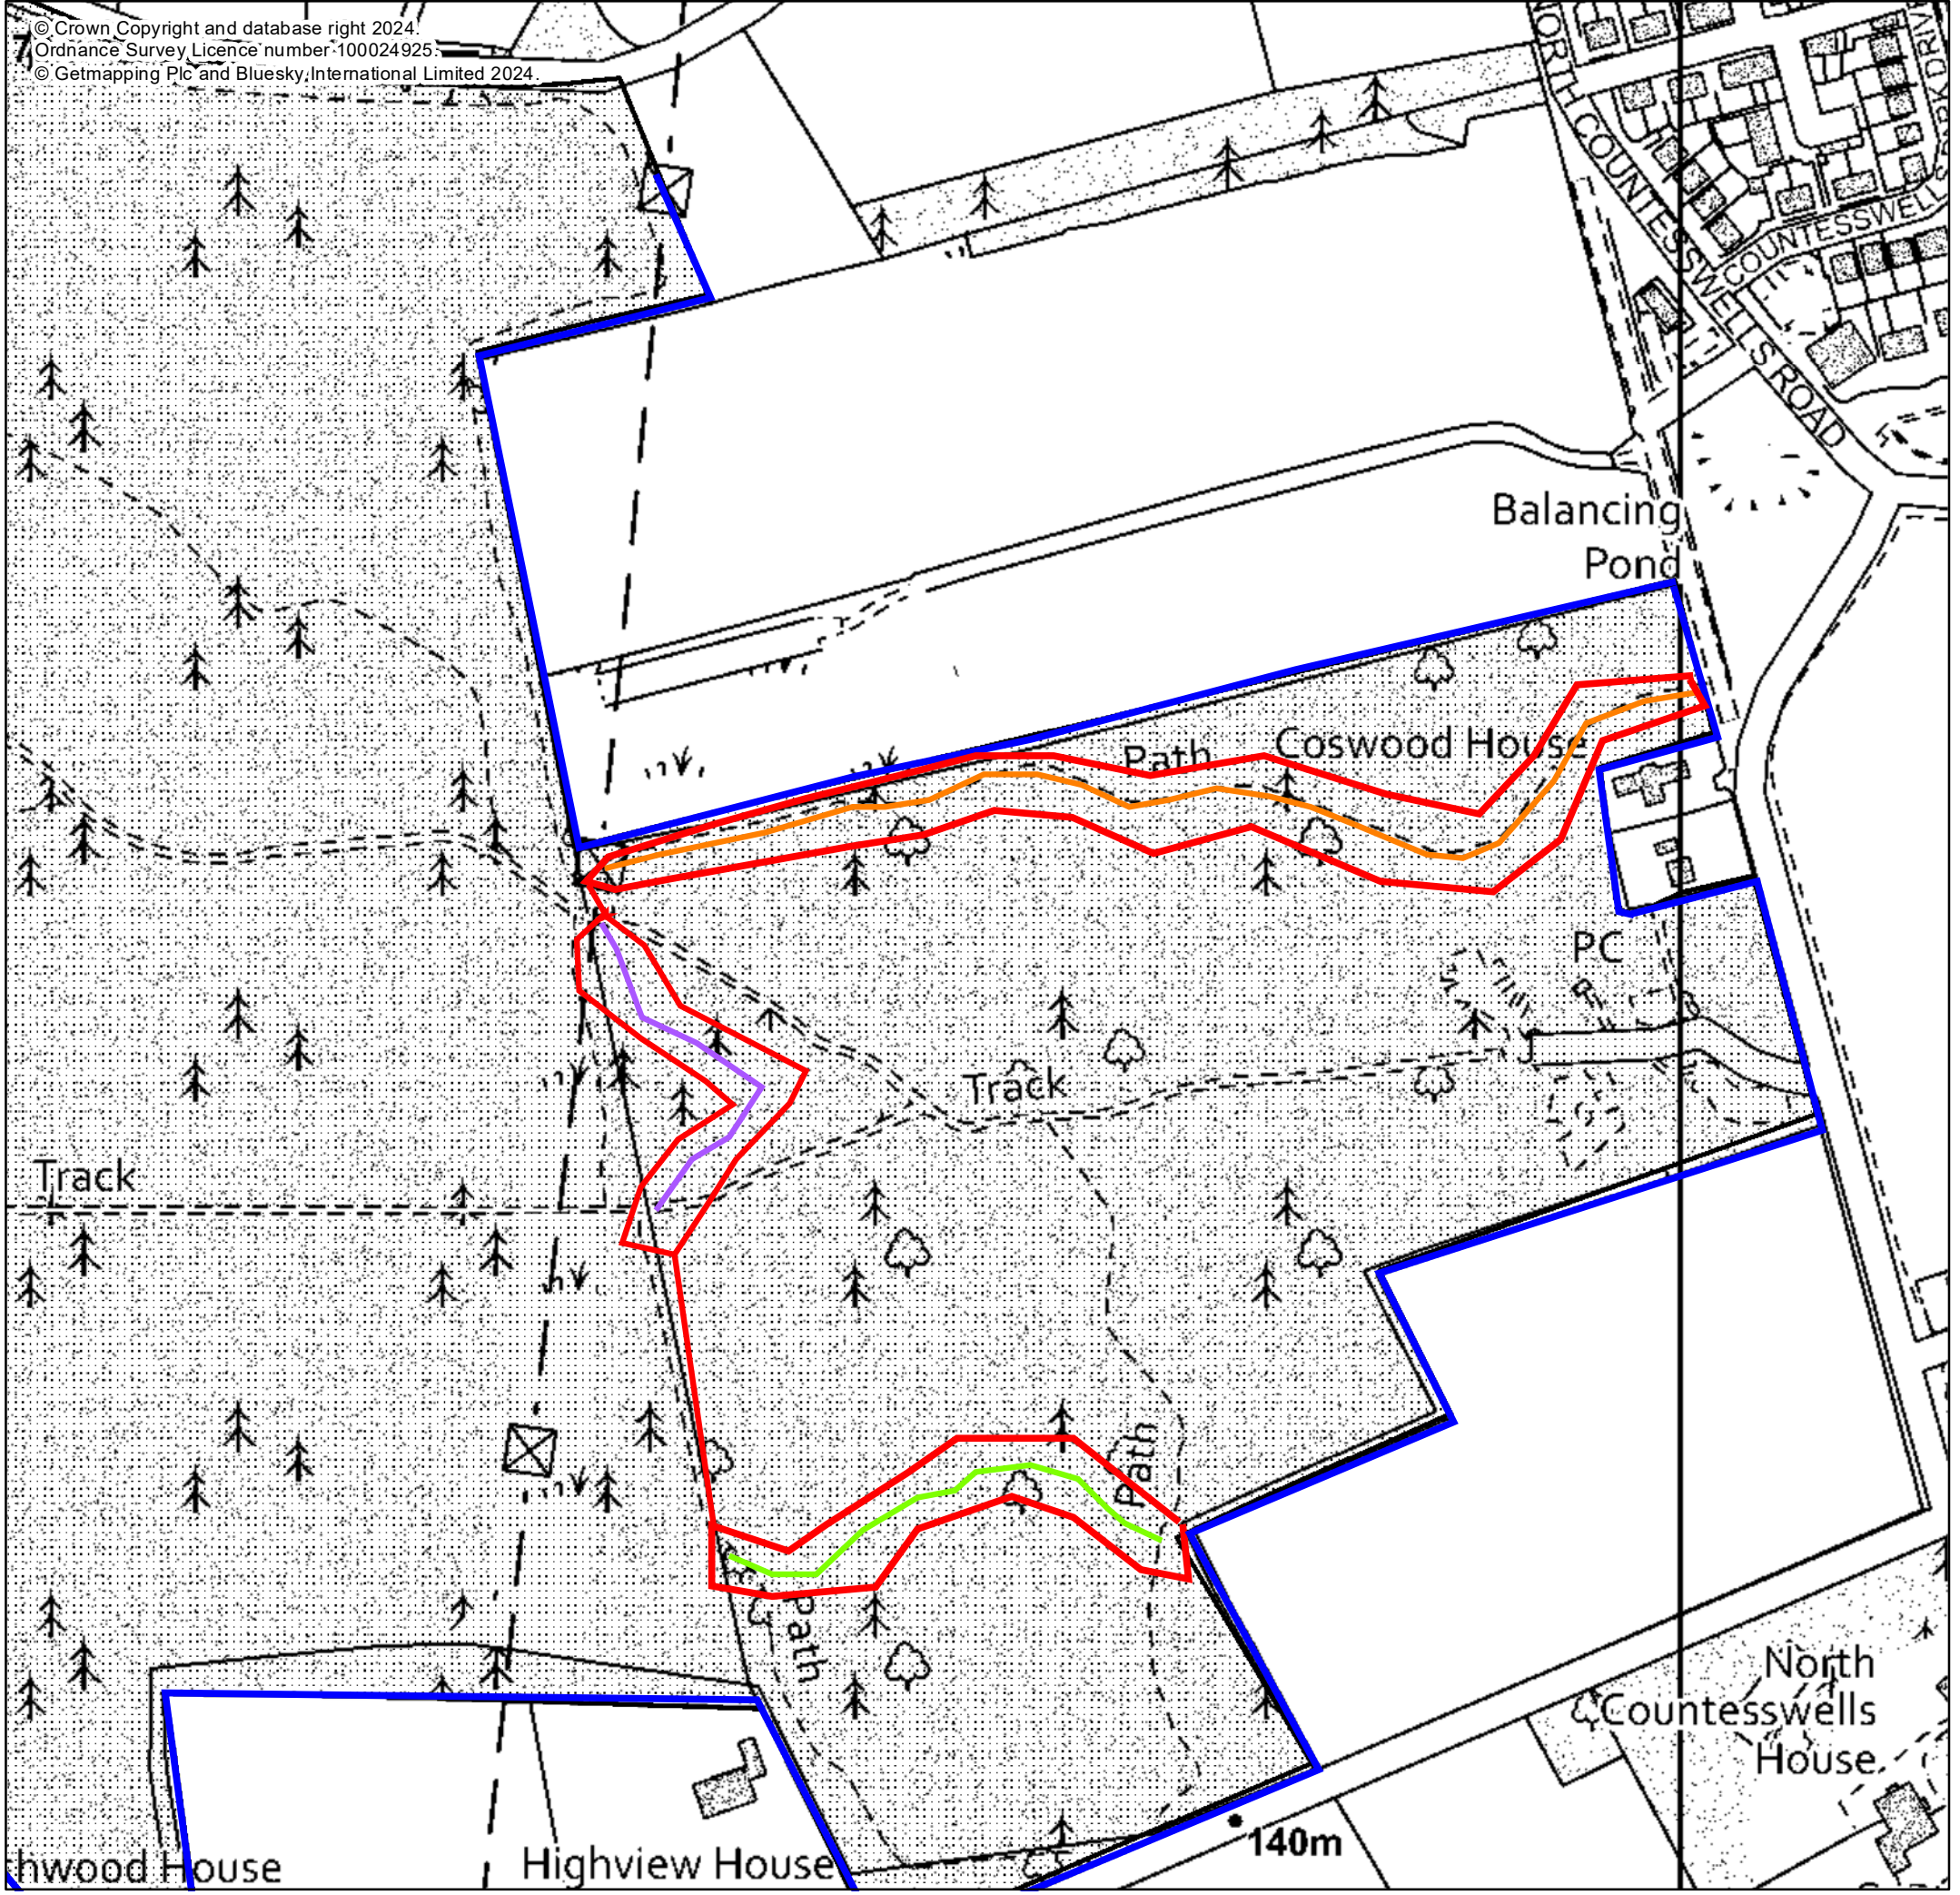 © Crown Copyright and database right 2024.
Ordnance Survey Licence number 100024925.
© Getmapping Plc and Bluesky International Limited 2024.
NORTH COUNTESSWELLS ROAD
COUNTESSWELLS
Balancing
Pond
Path
Coswood House
PC
Track
Track
Path
Path
North
Countesswells
House
140m
Highview House
hwood House